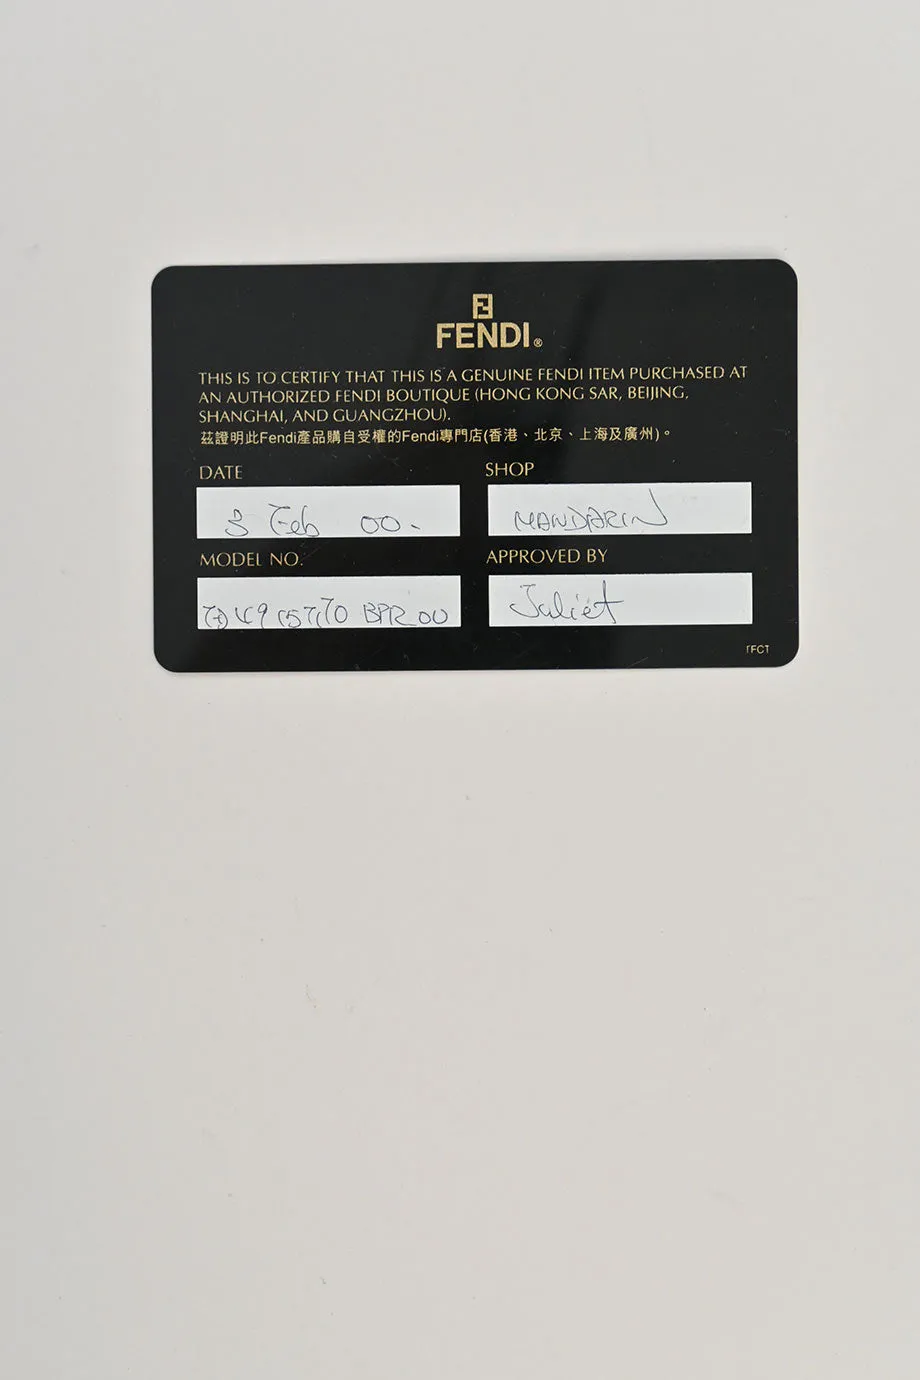 FENDI®
THIS IS TO CERTIFY THAT THIS IS A GENUINE FENDI ITEM PURCHASED AT
AN AUTHORIZED FENDI BOUTIQUE (HONG KONG SAR, BEIJING,
SHANGHAI, AND GUANGZHOU).
茲證明此Fendi產品購自受權的Fendi專門店(香港、北京、上海及廣州)。
DATE SHOP
3 Feb 00- MANDARIN
MODEL NO. APPROVED BY
BPR 00 Juliet
TFCT